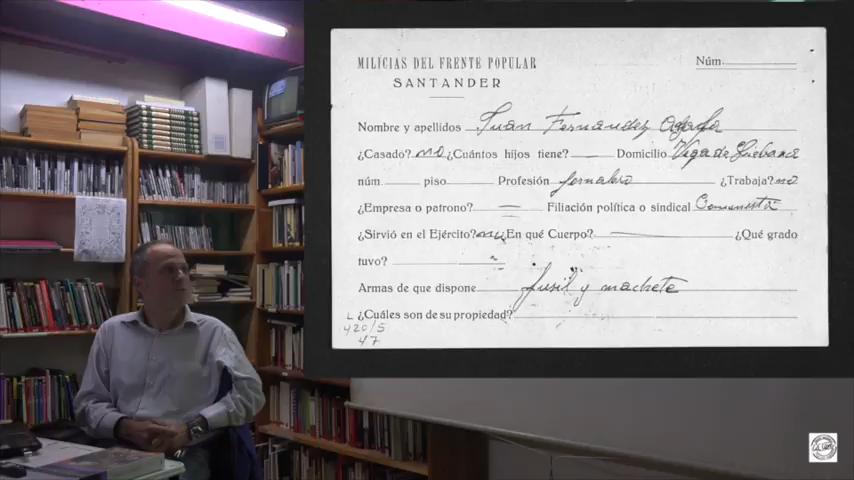 MILICIAS DEL FRENTE POPULAR
SANTANDER
Núm.
Nombre y apellidos Juan Fernandez
¿Casado? no ¿Cuántos hijos tiene? Domicilio Vega de Liebana
núm. piso Profesión jornalero ¿Trabaja? no
¿Empresa o patrono? = Filiación política o sindical Comunista
¿Sirvió en el Ejército? no ¿En qué Cuerpo? ¿Qué grado
tuvo?
Armas de que dispone fusil y machete
¿Cuáles son de su propiedad?
L
420/5
47